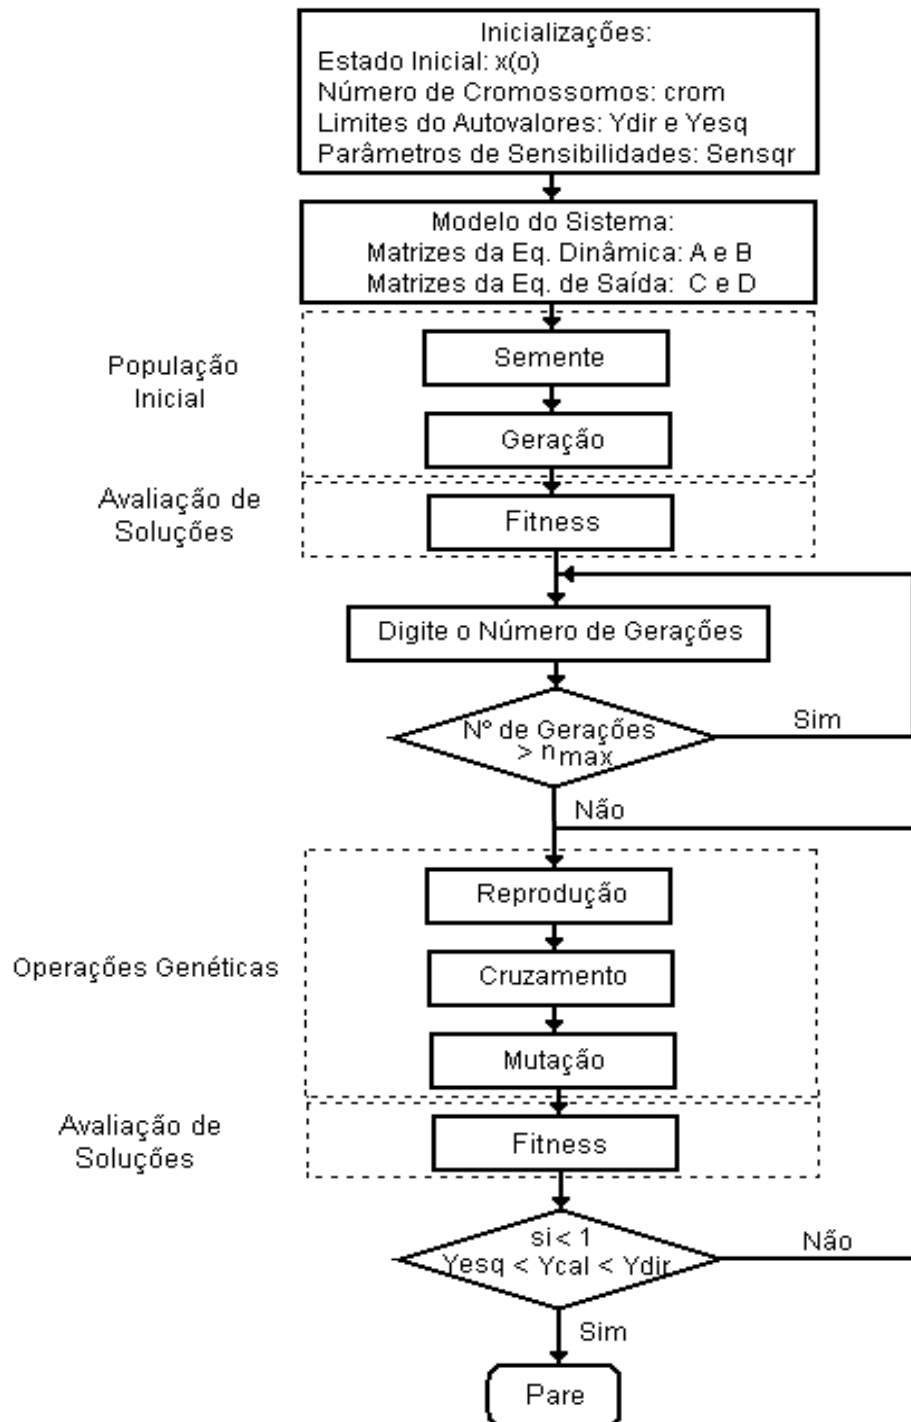 Inicializações:
Estado Inicial: x(o)
Número de Cromossomos: crom
Limites do Autovalores: Ydir e Yesq
Parâmetros de Sensibilidades: Sensqr
Modelo do Sistema:
Matrizes da Eq. Dinâmica: A e B
Matrizes da Eq. de Saída: C e D
População
Inicial
Semente
Geração
Avaliação de
Soluções
Fitness
Digite o Número de Gerações
Nº de Gerações
> nmax
Sim
Não
Operações Genéticas
Reprodução
Cruzamento
Mutação
Avaliação de
Soluções
Fitness
si< 1
Yesq < Ycal < Ydir
Não
Sim
Pare